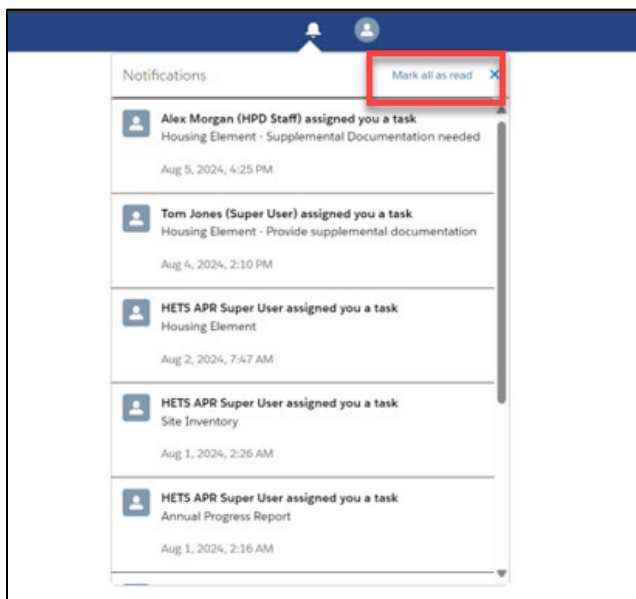 Notifications
Mark all as read
Alex Morgan (HPD Staff) assigned you a task
Housing Element - Supplemental Documentation needed
Aug 5, 2024, 4:25 PM
Tom Jones (Super User) assigned you a task
Housing Element - Provide supplemental documentation
Aug 4, 2024, 2:10 PM
HETS APR Super User assigned you a task
Housing Element
Aug 2, 2024, 7:47 AM
HETS APR Super User assigned you a task
Site Inventory
Aug 1, 2024, 2:26 AM
HETS APR Super User assigned you a task
Annual Progress Report
Aug 1, 2024, 2:16 AM